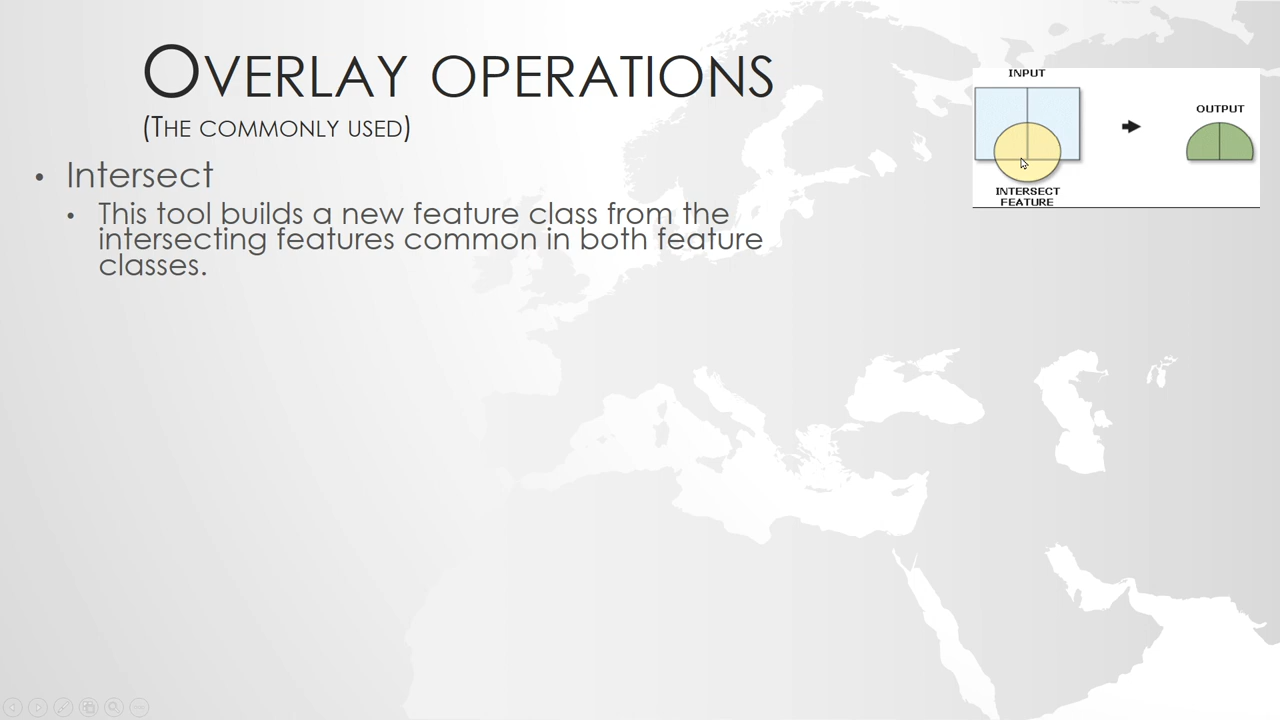 Overlay operations
(The commonly used)
• Intersect
• This tool builds a new feature class from the
intersecting features common in both feature
classes.
INPUT
OUTPUT
INTERSECT
FEATURE